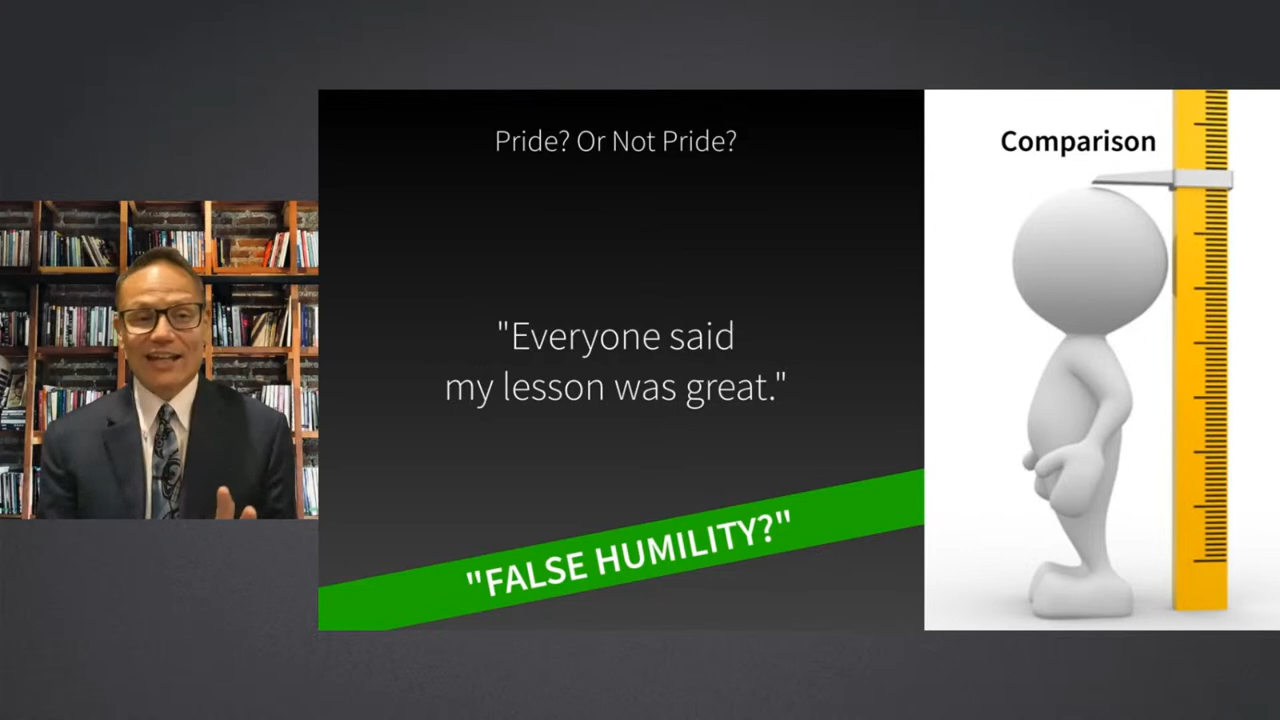 Pride? Or Not Pride?
"Everyone said
my lesson was great."
"FALSE HUMILITY?"
Comparison